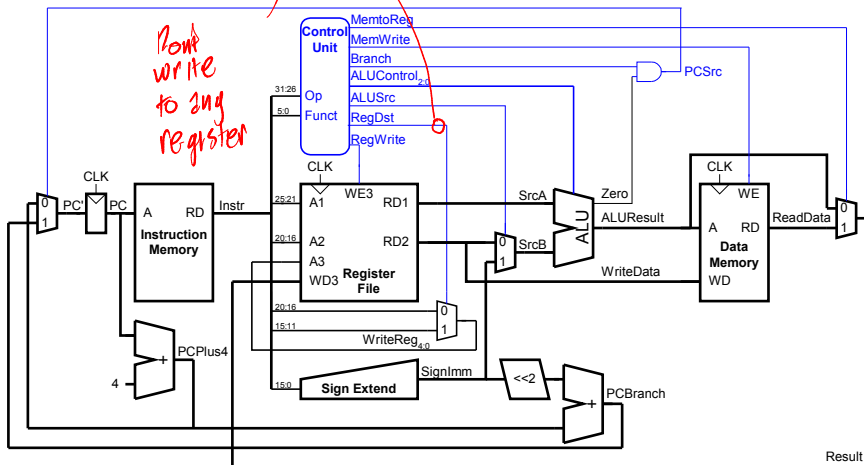 MemtoReg
Control Unit
MemWrite
Branch
ALUControl2:0
PCSrc
31:26
Op
ALUSrc
5:0
Funct
RegDst
RegWrite
write
to any
register
CLK
CLK
CLK
0
1
PC'
PC
A
RD
Instruction
Memory
Instr
25:21
A1
WE3
RD1
SrcA
Zero
WE
20:16
A2
RD2
0
1
SrcB
ALU
ALUResult
A
RD
Data
Memory
ReadData
0
1
A3
WD3
Register
File
WriteData
WD
20:16
0
15:11
1
WriteReg4:0
PCPlus4
+
4
SignImm
15:0
Sign Extend
<<2
+
PCBranch
Result